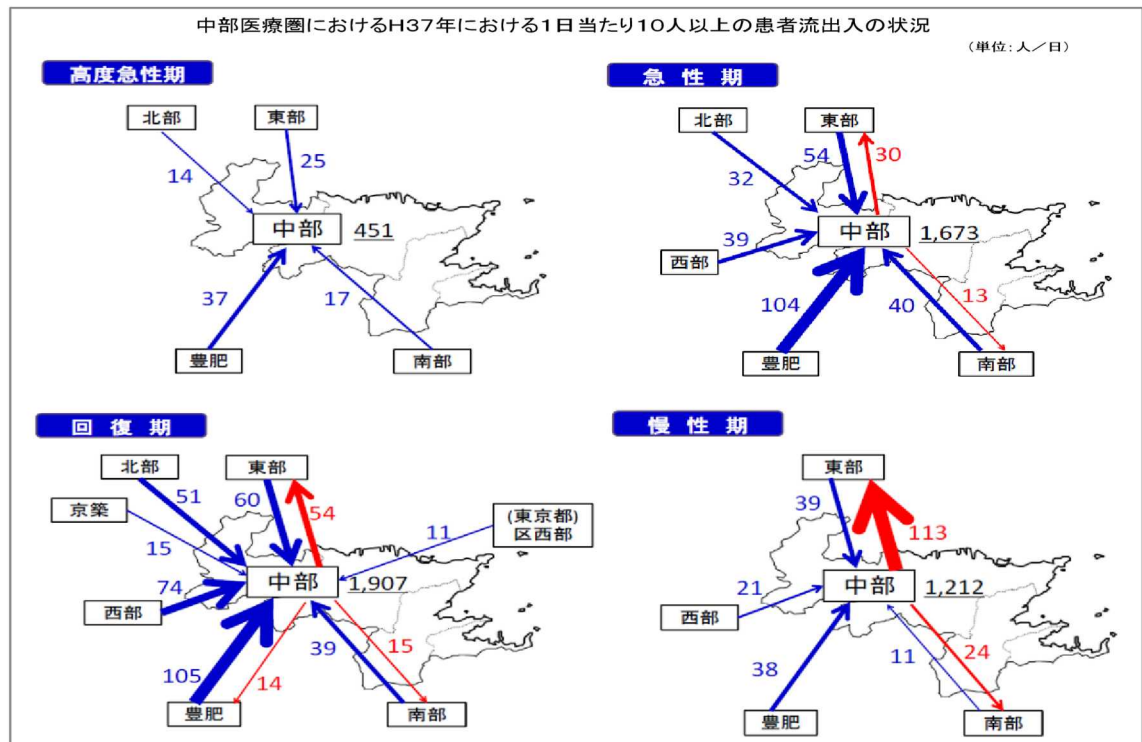 中部医療圏におけるH37年における1日当たり10人以上の患者流出入の状況
(単位:人/日)
高度急性期
北部
東部
14
25
中部
451
37
17
豊肥
南部
急性期
北部
東部
54
30
32
中部
1,673
39
西部
104
40
13
豊肥
南部
回復期
北部
東部
51
60
54
京築
11
(東京都)
区西部
15
中部
1,907
74
西部
105
39
15
14
豊肥
南部
慢性期
東部
39
113
中部
1,212
21
西部
38
11
24
豊肥
南部